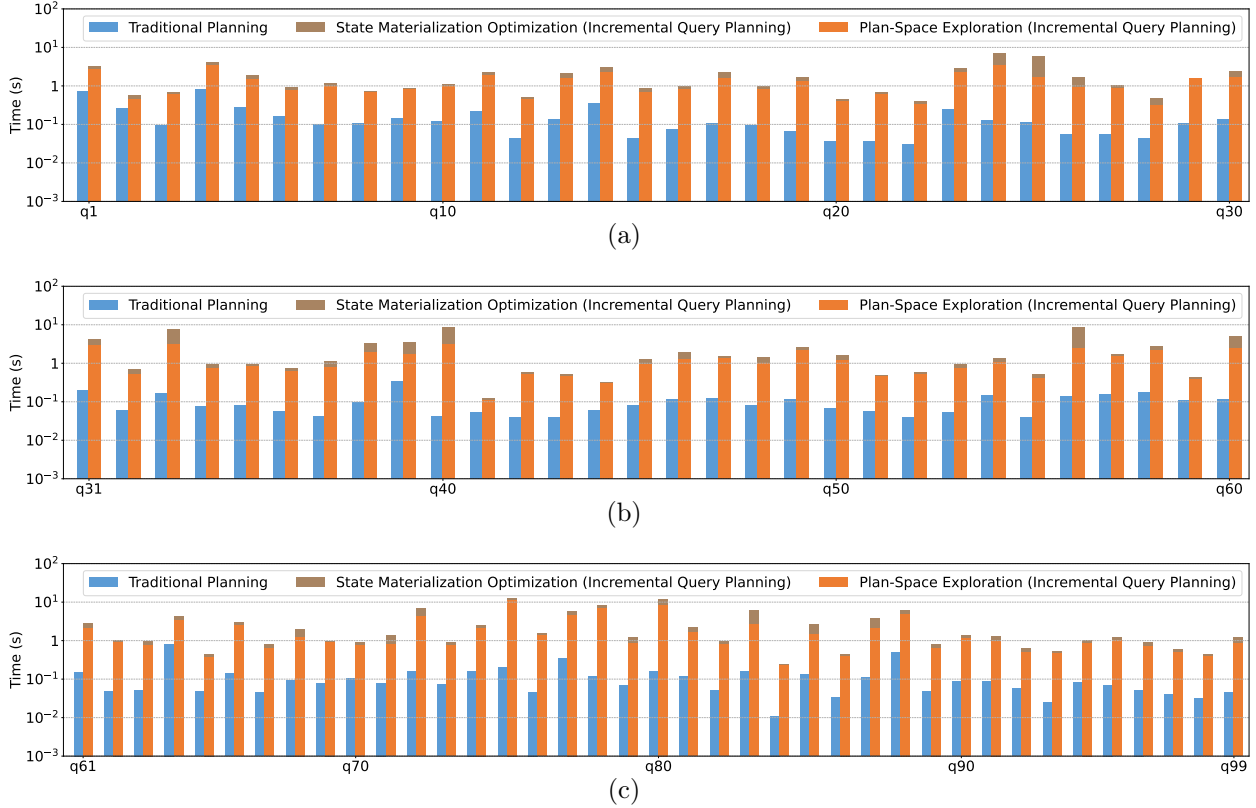 10²
Traditional Planning State Materialization Optimization (Incremental Query Planning) Plan-Space Exploration (Incremental Query Planning)
10
1
10⁻¹
10⁻²
10⁻³
Time (s)
q1 q10 q20 q30
(a)
10²
Traditional Planning State Materialization Optimization (Incremental Query Planning) Plan-Space Exploration (Incremental Query Planning)
10
1
10⁻¹
10⁻²
10⁻³
Time (s)
q31 q40 q50 q60
(b)
10²
Traditional Planning State Materialization Optimization (Incremental Query Planning) Plan-Space Exploration (Incremental Query Planning)
10
1
10⁻¹
10⁻²
10⁻³
Time (s)
q61 q70 q80 q90 q99
(c)